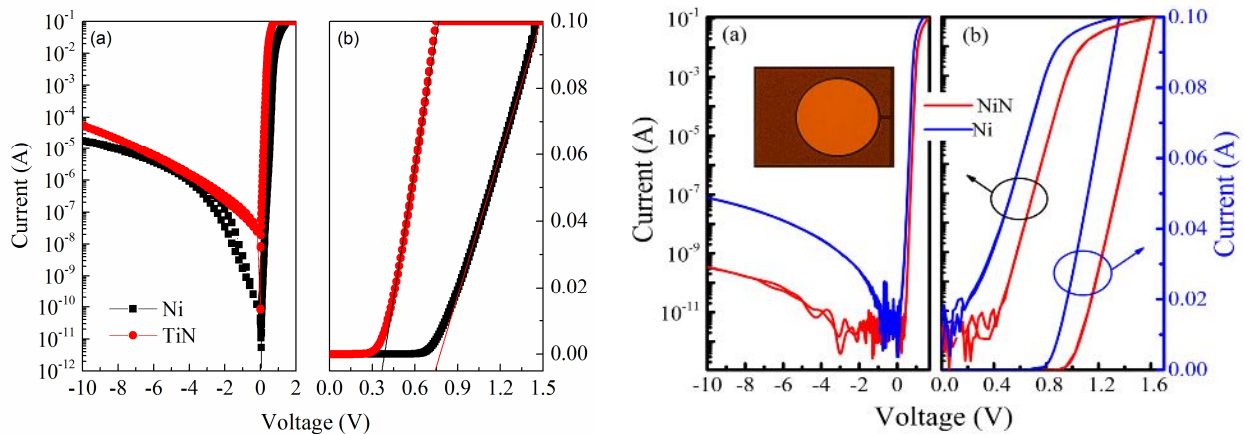 (a)
(b)
10⁻¹
10⁻²
10⁻³
10⁻⁴
10⁻⁵
10⁻⁶
10⁻⁷
10⁻⁸
10⁻⁹
10⁻¹⁰
10⁻¹¹
10⁻¹²
Current (A)
Ni
TiN
-10 -8 -6 -4 -2 0 2
0.0 0.3 0.6 0.9 1.2 1.5
0.10
0.08
0.06
0.04
0.02
0.00
Voltage (V)
(a)
(b)
10⁻¹
10⁻³
10⁻⁵
10⁻⁷
10⁻⁹
10⁻¹¹
Current (A)
NiN
Ni
-10 -8 -6 -4 -2 0
0.0 0.4 0.8 1.2 1.6
0.10
0.08
0.06
0.04
0.02
0.00
Current (A)
Voltage (V)